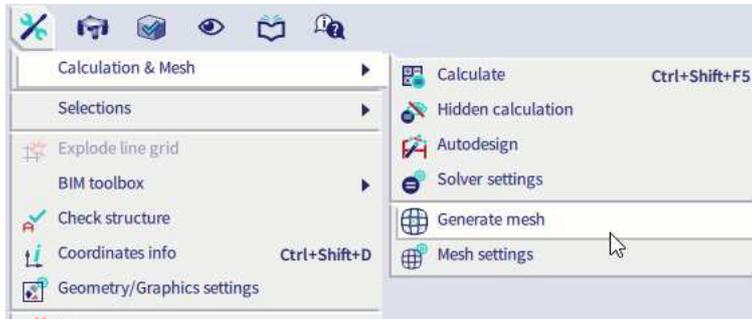 Calculation & Mesh
Selections
Explode line grid
BIM toolbox
Check structure
Coordinates info Ctrl+Shift+D
Geometry/Graphics settings
Calculate Ctrl+Shift+F5
Hidden calculation
Autodesign
Solver settings
Generate mesh
Mesh settings